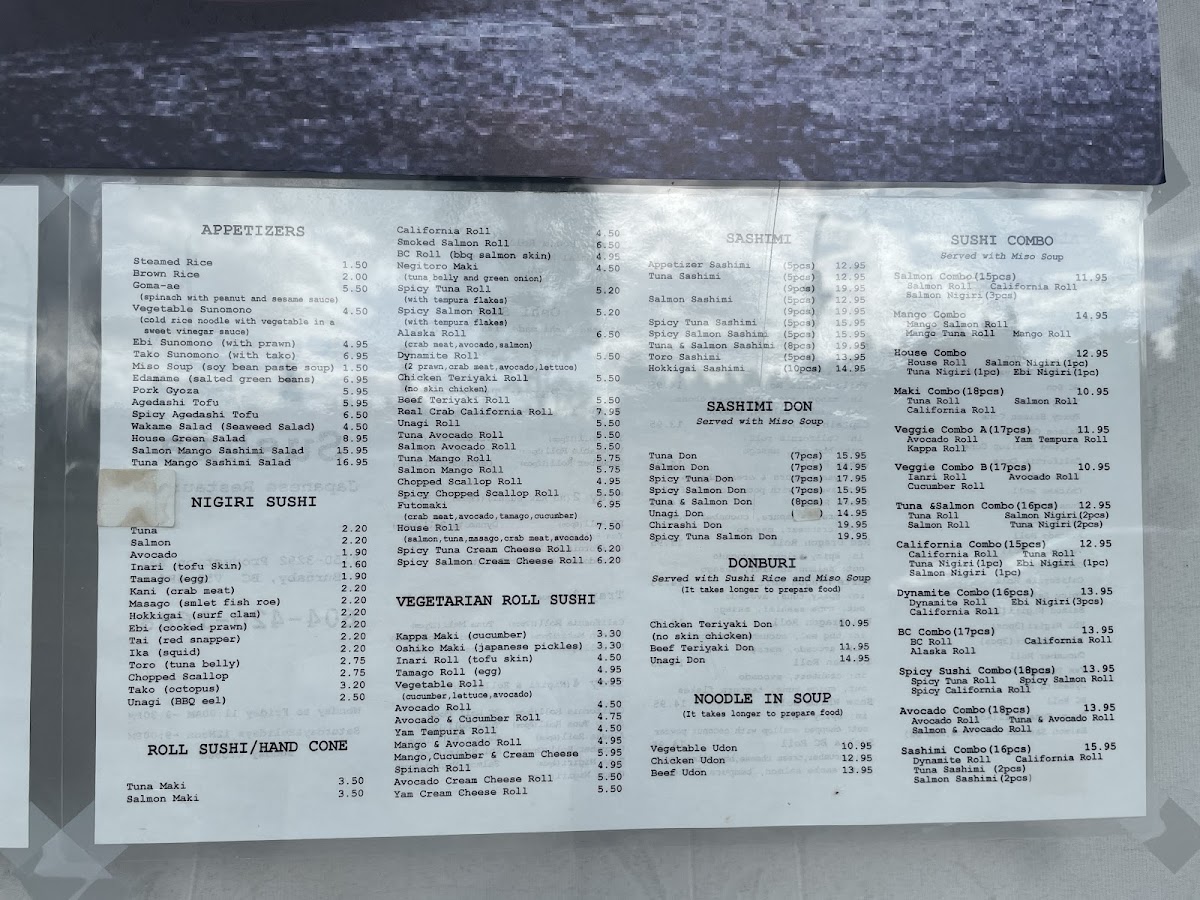 APPETIZERS
Steamed Rice 1.50
Brown Rice 2.00
Goma-ae 5.50
(spinach with peanut and sesame sauce)
Vegetable Sunomono 4.50
(cold rice noodle with vegetable in a
sweet vinegar sauce)
Ebi Sunomono (with prawn) 4.95
Tako Sunomono (with tako) 6.95
Miso Soup (soy bean paste soup) 1.50
Edamame (salted green beans) 6.95
Pork Gyoza 5.95
Agedashi Tofu 5.95
Spicy Agedashi Tofu 6.50
Wakame Salad (Seaweed Salad) 4.50
House Green Salad 8.95
Salmon Mango Sashimi Salad 15.95
Tuna Mango Sashimi Salad 16.95
NIGIRI SUSHI
Tuna 2.20
Salmon 2.20
Avocado 1.90
Inari (tofu Skin) 1.60
Tamago (egg) 1.90
Kani (crab meat) 2.20
Masago (smlet fish roe) 2.20
Hokkigai (surf clam) 2.20
Ebi (cooked prawn) 2.20
Tai (red snapper) 2.20
Ika (squid) 2.20
Toro (tuna belly) 2.75
Chopped Scallop 2.75
Tako (octopus) 3.20
Unagi (BBQ eel) 2.50
ROLL SUSHI/HAND CONE
Tuna Maki 3.50
Salmon Maki 3.50
California Roll 4.50
Smoked Salmon Roll 6.50
BC Roll (bbq salmon skin) 4.95
Negitoro Maki 4.50
(tuna belly and green onion)
Spicy Tuna Roll 5.20
(with tempura flakes)
Spicy Salmon Roll 5.20
(with tempura flakes)
Alaska Roll 6.50
(crab meat,avocado,salmon)
Dynamite Roll 5.50
(2 prawn,crab meat,avocado,lettuce)
Chicken Teriyaki Roll 5.50
(no skin chicken)
Beef Teriyaki Roll 5.50
Real Crab California Roll 7.95
Unagi Roll 5.50
Tuna Avocado Roll 5.50
Salmon Avocado Roll 5.50
Tuna Mango Roll 5.75
Salmon Mango Roll 5.75
Chopped Scallop Roll 4.95
Spicy Chopped Scallop Roll 5.50
Futomaki 6.95
(crab meat,avocado,tamago,cucumber)
House Roll 7.50
(salmon,tuna,masago,crab meat,avocado)
Spicy Tuna Cream Cheese Roll 6.20
Spicy Salmon Cream Cheese Roll 6.20
VEGETARIAN ROLL SUSHI
Kappa Maki (cucumber) 3.30
Oshiko Maki (japanese pickles) 3.30
Inari Roll (tofu skin) 4.50
Tamago Roll (egg) 4.95
Vegetable Roll 4.95
(cucumber,lettuce,avocado)
Avocado Roll 4.50
Avocado & Cucumber Roll 4.75
Yam Tempura Roll 4.50
Mango & Avocado Roll 4.95
Mango,Cucumber & Cream Cheese 5.95
Spinach Roll 4.95
Avocado Cream Cheese Roll 5.50
Yam Cream Cheese Roll 5.50
SASHIMI
Appetizer Sashimi (5pcs) 12.95
Tuna Sashimi (5pcs) 12.95
(9pcs) 19.95
Salmon Sashimi (5pcs) 12.95
(9pcs) 19.95
Spicy Tuna Sashimi (5pcs) 15.95
Spicy Salmon Sashimi (5pcs) 15.95
Tuna & Salmon Sashimi (8pcs) 19.95
Toro Sashimi (5pcs) 13.95
Hokkigai Sashimi (10pcs) 14.95
SASHIMI DON
Served with Miso Soup
Tuna Don (7pcs) 15.95
Salmon Don (7pcs) 14.95
Spicy Tuna Don (7pcs) 17.95
Spicy Salmon Don (7pcs) 15.95
Tuna & Salmon Don (8pcs) 17.95
Unagi Don ( ) 14.95
Chirashi Don 19.95
Spicy Tuna Salmon Don 19.95
DONBURI
Served with Sushi Rice and Miso Soup
(It takes longer to prepare food)
Chicken Teriyaki Don 10.95
(no skin chicken)
Beef Teriyaki Don 11.95
Unagi Don 14.95
NOODLE IN SOUP
(It takes longer to prepare food)
Vegetable Udon 10.95
Chicken Udon 12.95
Beef Udon 13.95
SUSHI COMBO
Served with Miso Soup
Salmon Combo(15pcs) 11.95
Salmon Roll California Roll
Salmon Nigiri(3pcs)
Mango Combo 14.95
Mango Salmon Roll
Mango Tuna Roll Mango Roll
House Combo 12.95
House Roll Salmon Nigiri(1pc)
Tuna Nigiri(1pc) Ebi Nigiri(1pc)
Maki Combo(18pcs) 10.95
Tuna Roll Salmon Roll
California Roll
Veggie Combo A(17pcs) 11.95
Avocado Roll Yam Tempura Roll
Kappa Roll
Veggie Combo B(17pcs) 10.95
Ianri Roll Avocado Roll
Cucumber Roll
Tuna &Salmon Combo(16pcs) 12.95
Tuna Roll Salmon Nigiri(2pcs)
Salmon Roll Tuna Nigiri(2pcs)
California Combo(15pcs) 12.95
California Roll Tuna Roll
Tuna Nigiri(1pc) Ebi Nigiri (1pc)
Salmon Nigiri (1pc)
Dynamite Combo(16pcs) 13.95
Dynamite Roll Ebi Nigiri(3pcs)
California Roll
BC Combo(17pcs) 13.95
BC Roll California Roll
Alaska Roll
Spicy Sushi Combo(18pcs) 13.95
Spicy Tuna Roll Spicy Salmon Roll
Spicy California Roll
Avocado Combo(18pcs) 13.95
Avocado Roll Tuna & Avocado Roll
Salmon & Avocado Roll
Sashimi Combo(16pcs) 15.95
Dynamite Roll California Roll
Tuna Sashimi (2pcs)
Salmon Sashimi(2pcs)